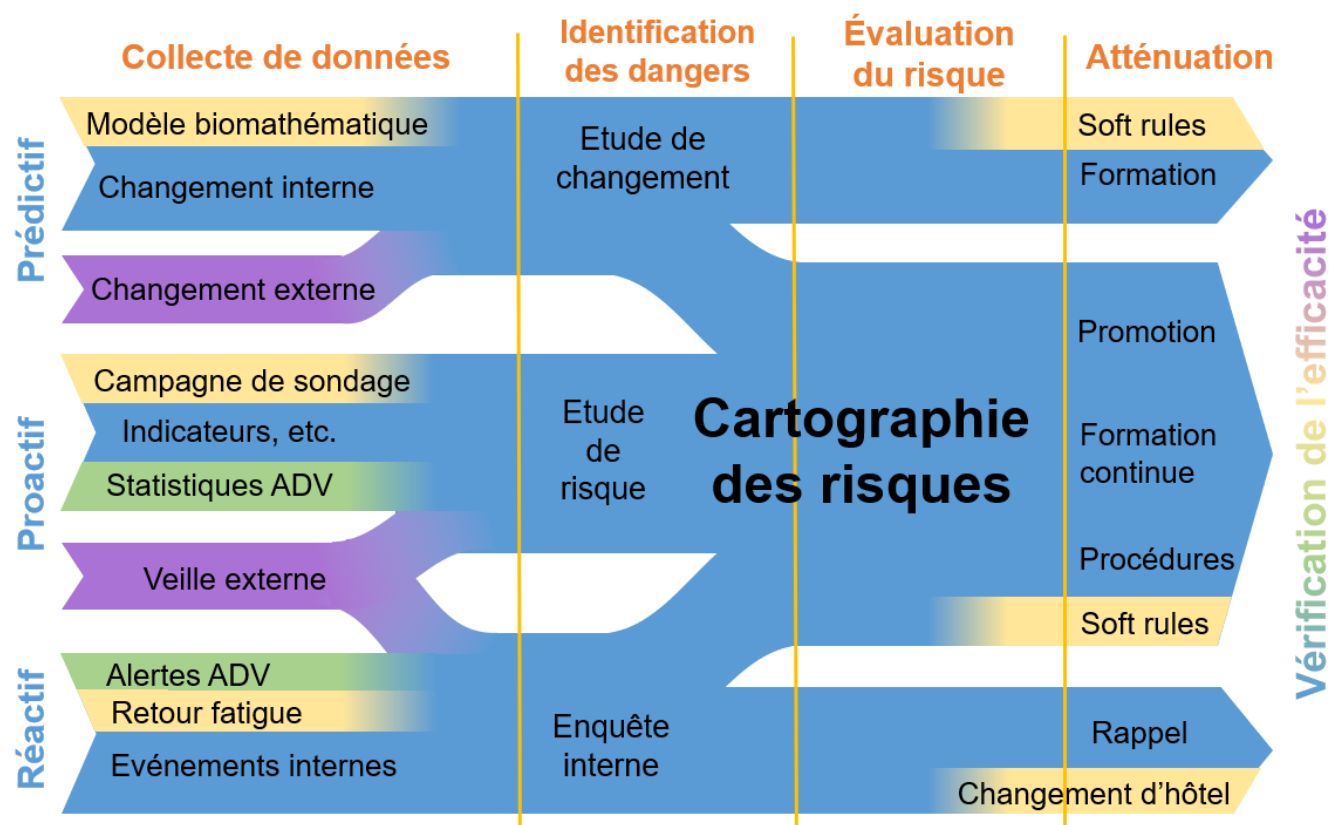 Collecte de données
Identification
des dangers
Évaluation
du risque
Atténuation
Prédictif
Modèle biomathématique
Changement interne
Changement externe
Etude de
changement
Soft rules
Formation
Proactif
Campagne de sondage
Indicateurs, etc.
Statistiques ADV
Veille externe
Etude
de
risque
Cartographie
des risques
Promotion
Formation
continue
Procédures
Soft rules
Réactif
Alertes ADV
Retour fatigue
Evénements internes
Enquête
interne
Rappel
Changement d'hôtel
Vérification de l'efficacité